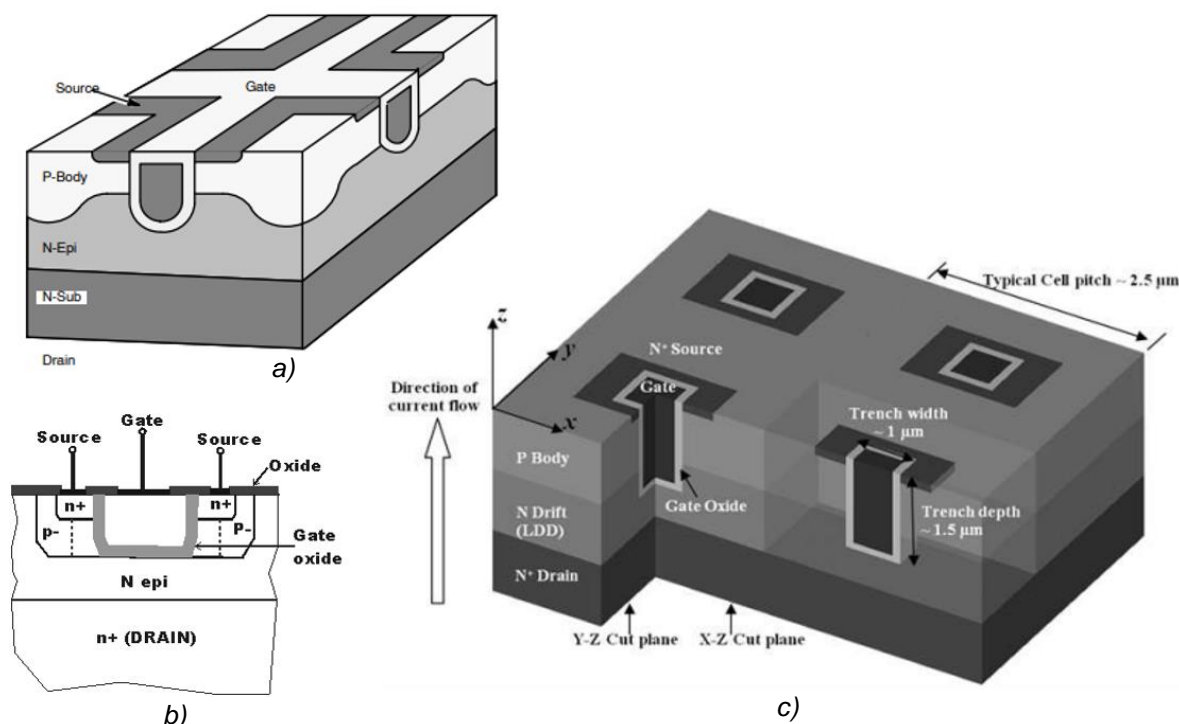 Source
Gate
P-Body
N-Epi
N-Sub
Drain
a)
Gate
Source
Source
Oxide
n+
n+
p-
p-
Gate
oxide
N epi
n+ (DRAIN)
b)
Typical Cell pitch ~ 2.5 μm
z
y
x
N+ Source
Gate
Direction of
current flow
Trench width
~ 1 μm
P Body
Gate Oxide
Trench depth
~ 1.5 μm
N Drift
(LDD)
N+ Drain
Y-Z Cut plane
X-Z Cut plane
c)